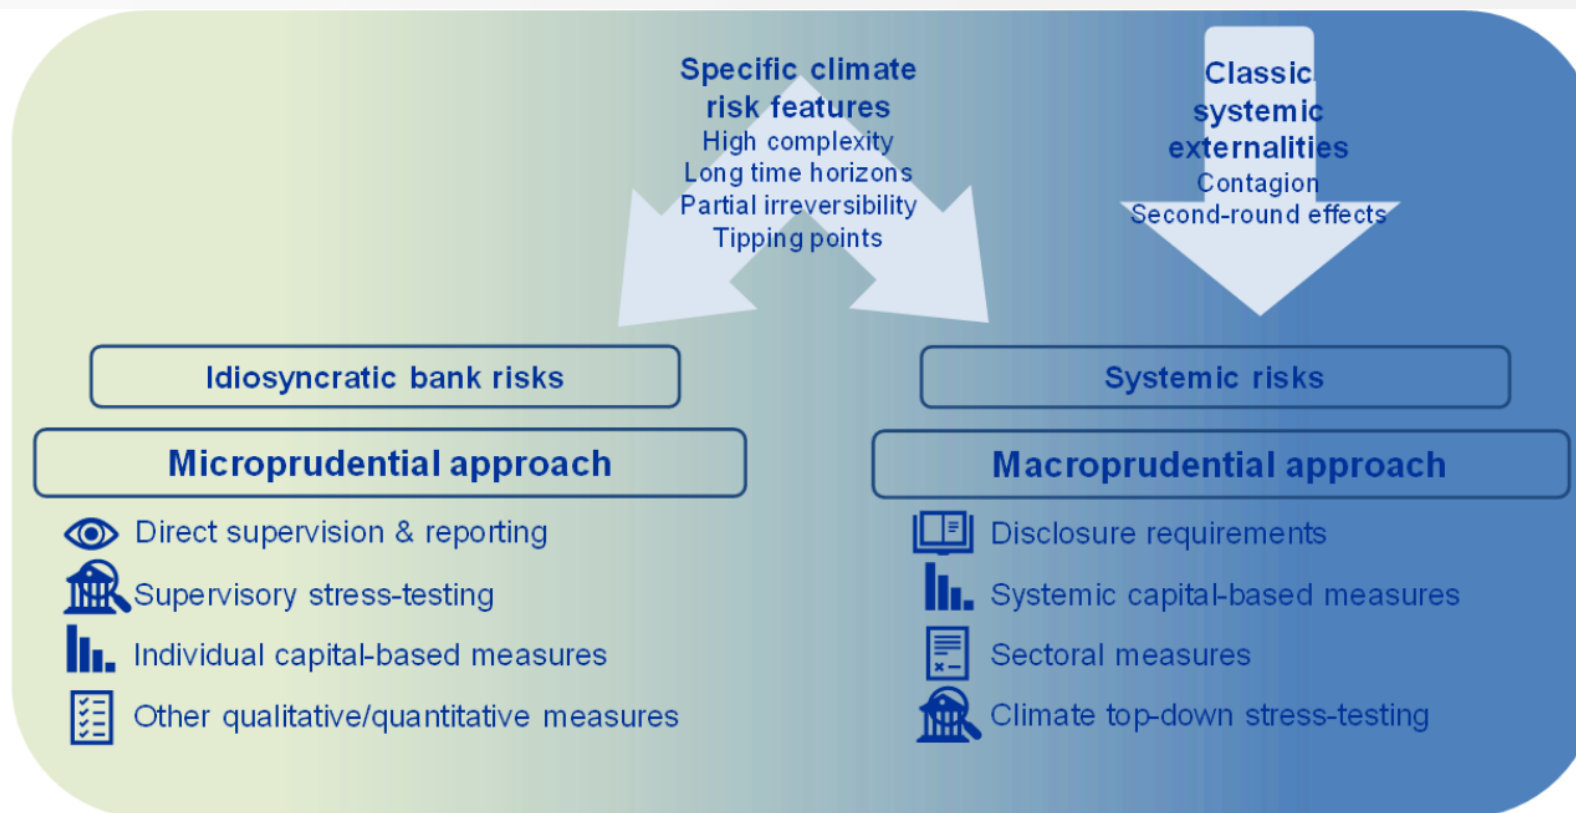 Specific climate
risk features
High complexity
Long time horizons
Partial irreversibility
Tipping points
Classic
systemic
externalities
Contagion
Second-round effects
Idiosyncratic bank risks
Systemic risks
Microprudential approach
Macroprudential approach
Direct supervision & reporting
Supervisory stress-testing
Individual capital-based measures
Other qualitative/quantitative measures
Disclosure requirements
Systemic capital-based measures
Sectoral measures
Climate top-down stress-testing